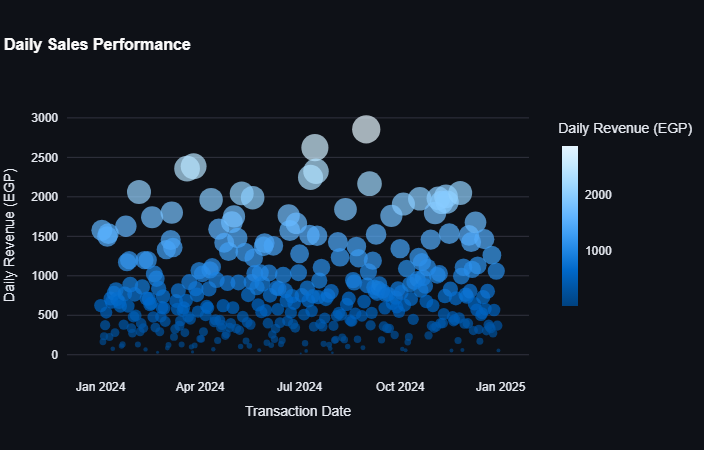 Daily Sales Performance
Daily Revenue (EGP)
3000
2500
2000
1500
1000
500
0
Daily Revenue (EGP)
2000
1000
Jan 2024 Apr 2024 Jul 2024 Oct 2024 Jan 2025
Transaction Date